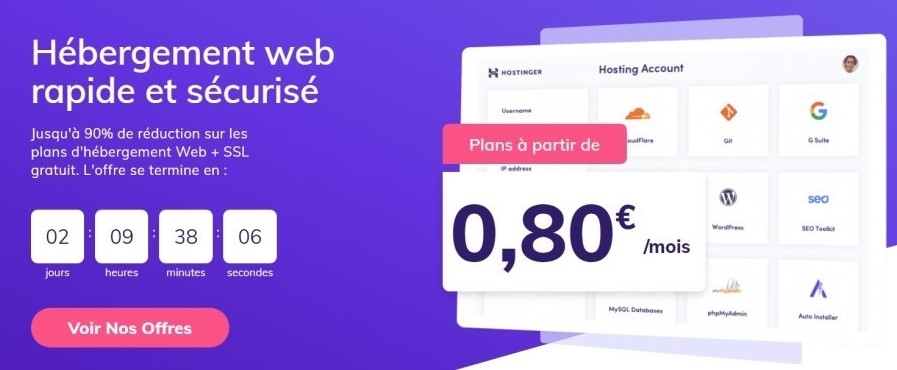 Hébergement web
rapide et sécurisé
Jusqu'à 90% de réduction sur les
plans d'hébergement Web + SSL
gratuit. L'offre se termine en :
02 : 09 : 38 : 06
jours heures minutes secondes
Voir Nos Offres
HOSTINGER
Hosting Account
Username
Plans à partir de
IP address
0,80€ /mois
Git
G Suite
WordPress
seo
SEO Toolkit
MySQL Databases
phpMyAdmin
phpMyAdmin
Auto Installer